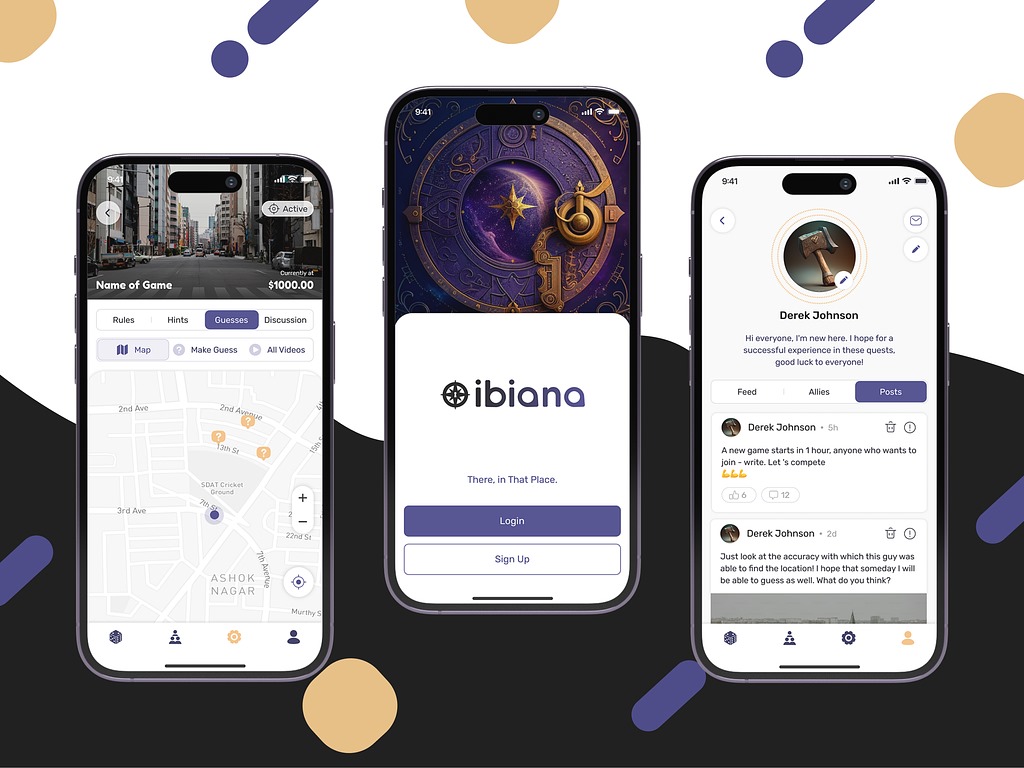 9:41
Active
Currently at
Name of Game
$1000.00
Rules
Hints
Guesses
Discussion
Map
Make Guess
All Videos
2nd Ave
2nd Avenue
4th
15th St
13th St
SDAT Cricket
Ground
7th St
3rd Ave
22nd St
7th Avenue
ASHOK
NAGAR
Murthy S
9:41
ibiana
There, in That Place.
Login
Sign Up
9:41
Derek Johnson
Hi everyone, I'm new here. I hope for a
successful experience in these quests,
good luck to everyone!
Feed
Allies
Posts
Derek Johnson • 5h
A new game starts in 1 hour, anyone who wants to
join - write. Let 's compete
💪💪💪
6
12
Derek Johnson • 2d
Just look at the accuracy with which this guy was
able to find the location! I hope that someday I will
be able to guess as well. What do you think?